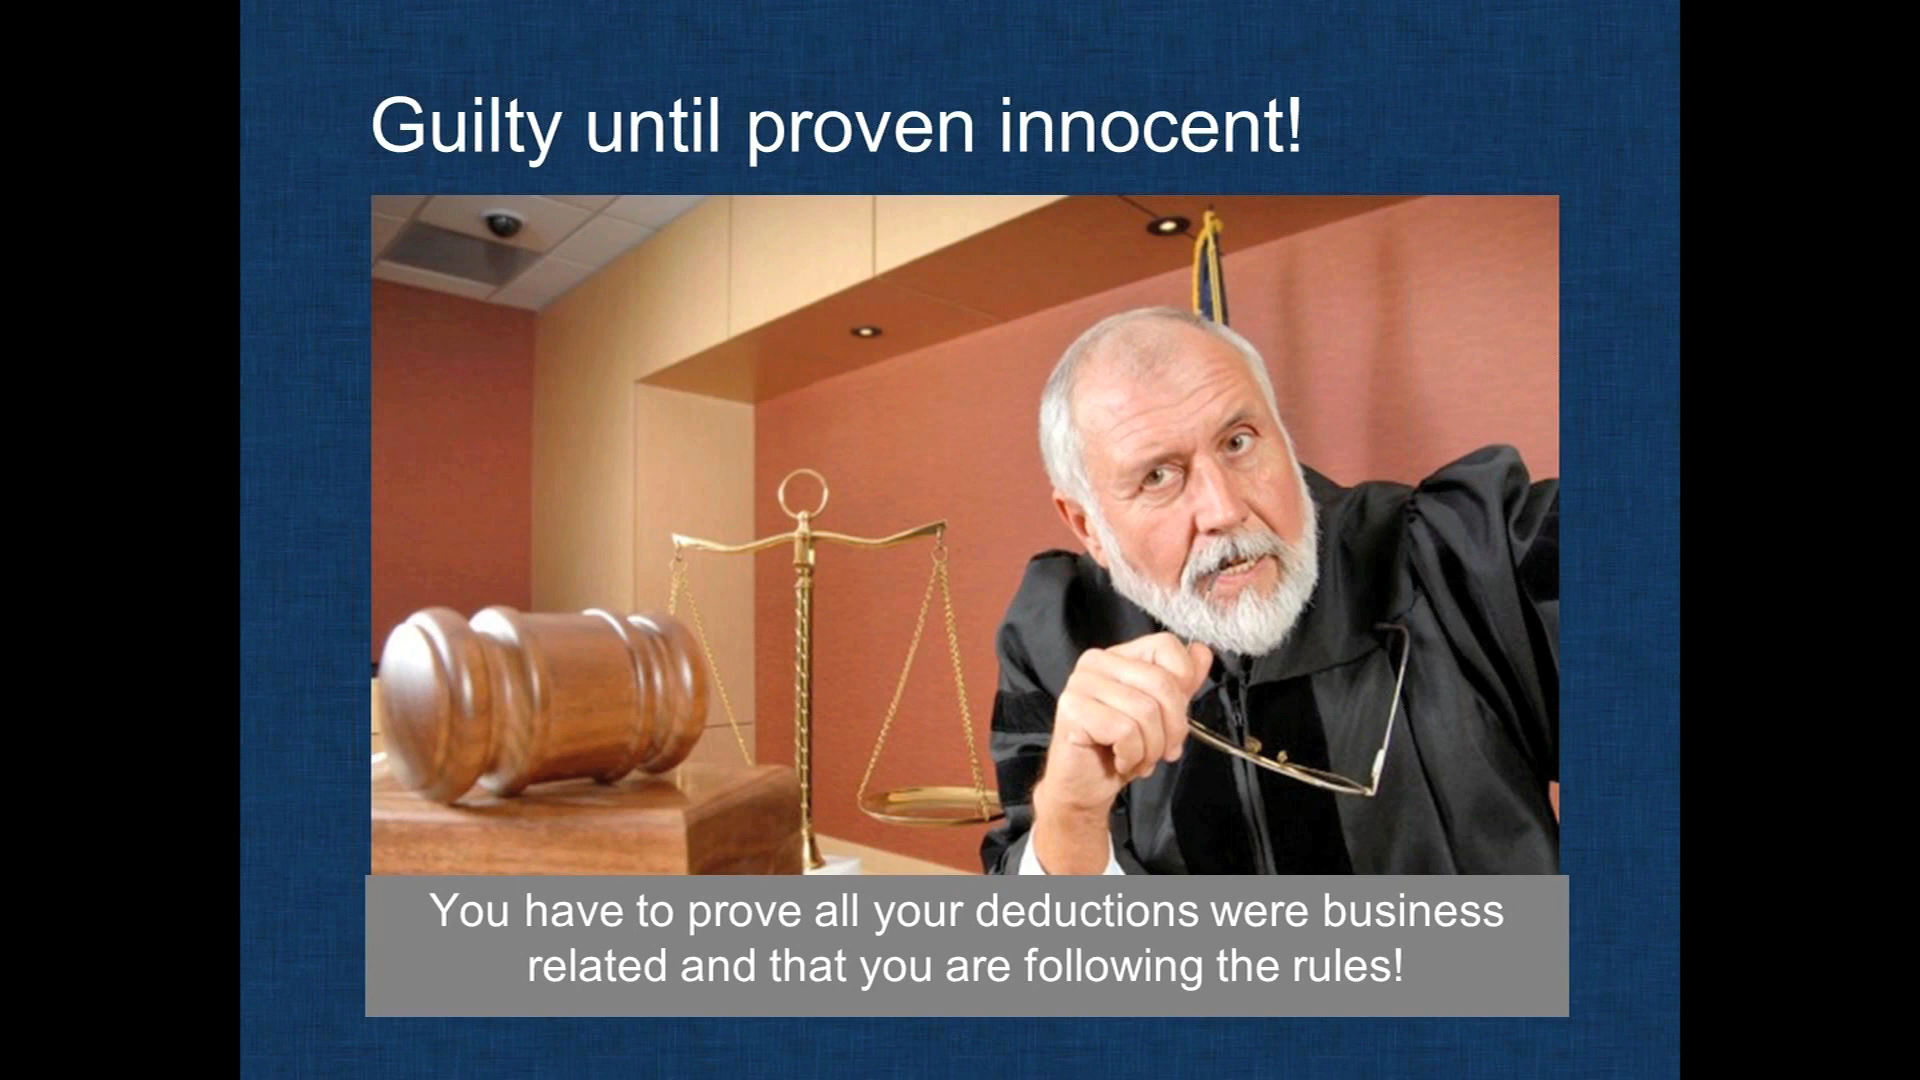 Guilty until proven innocent!
You have to prove all your deductions were business
related and that you are following the rules!